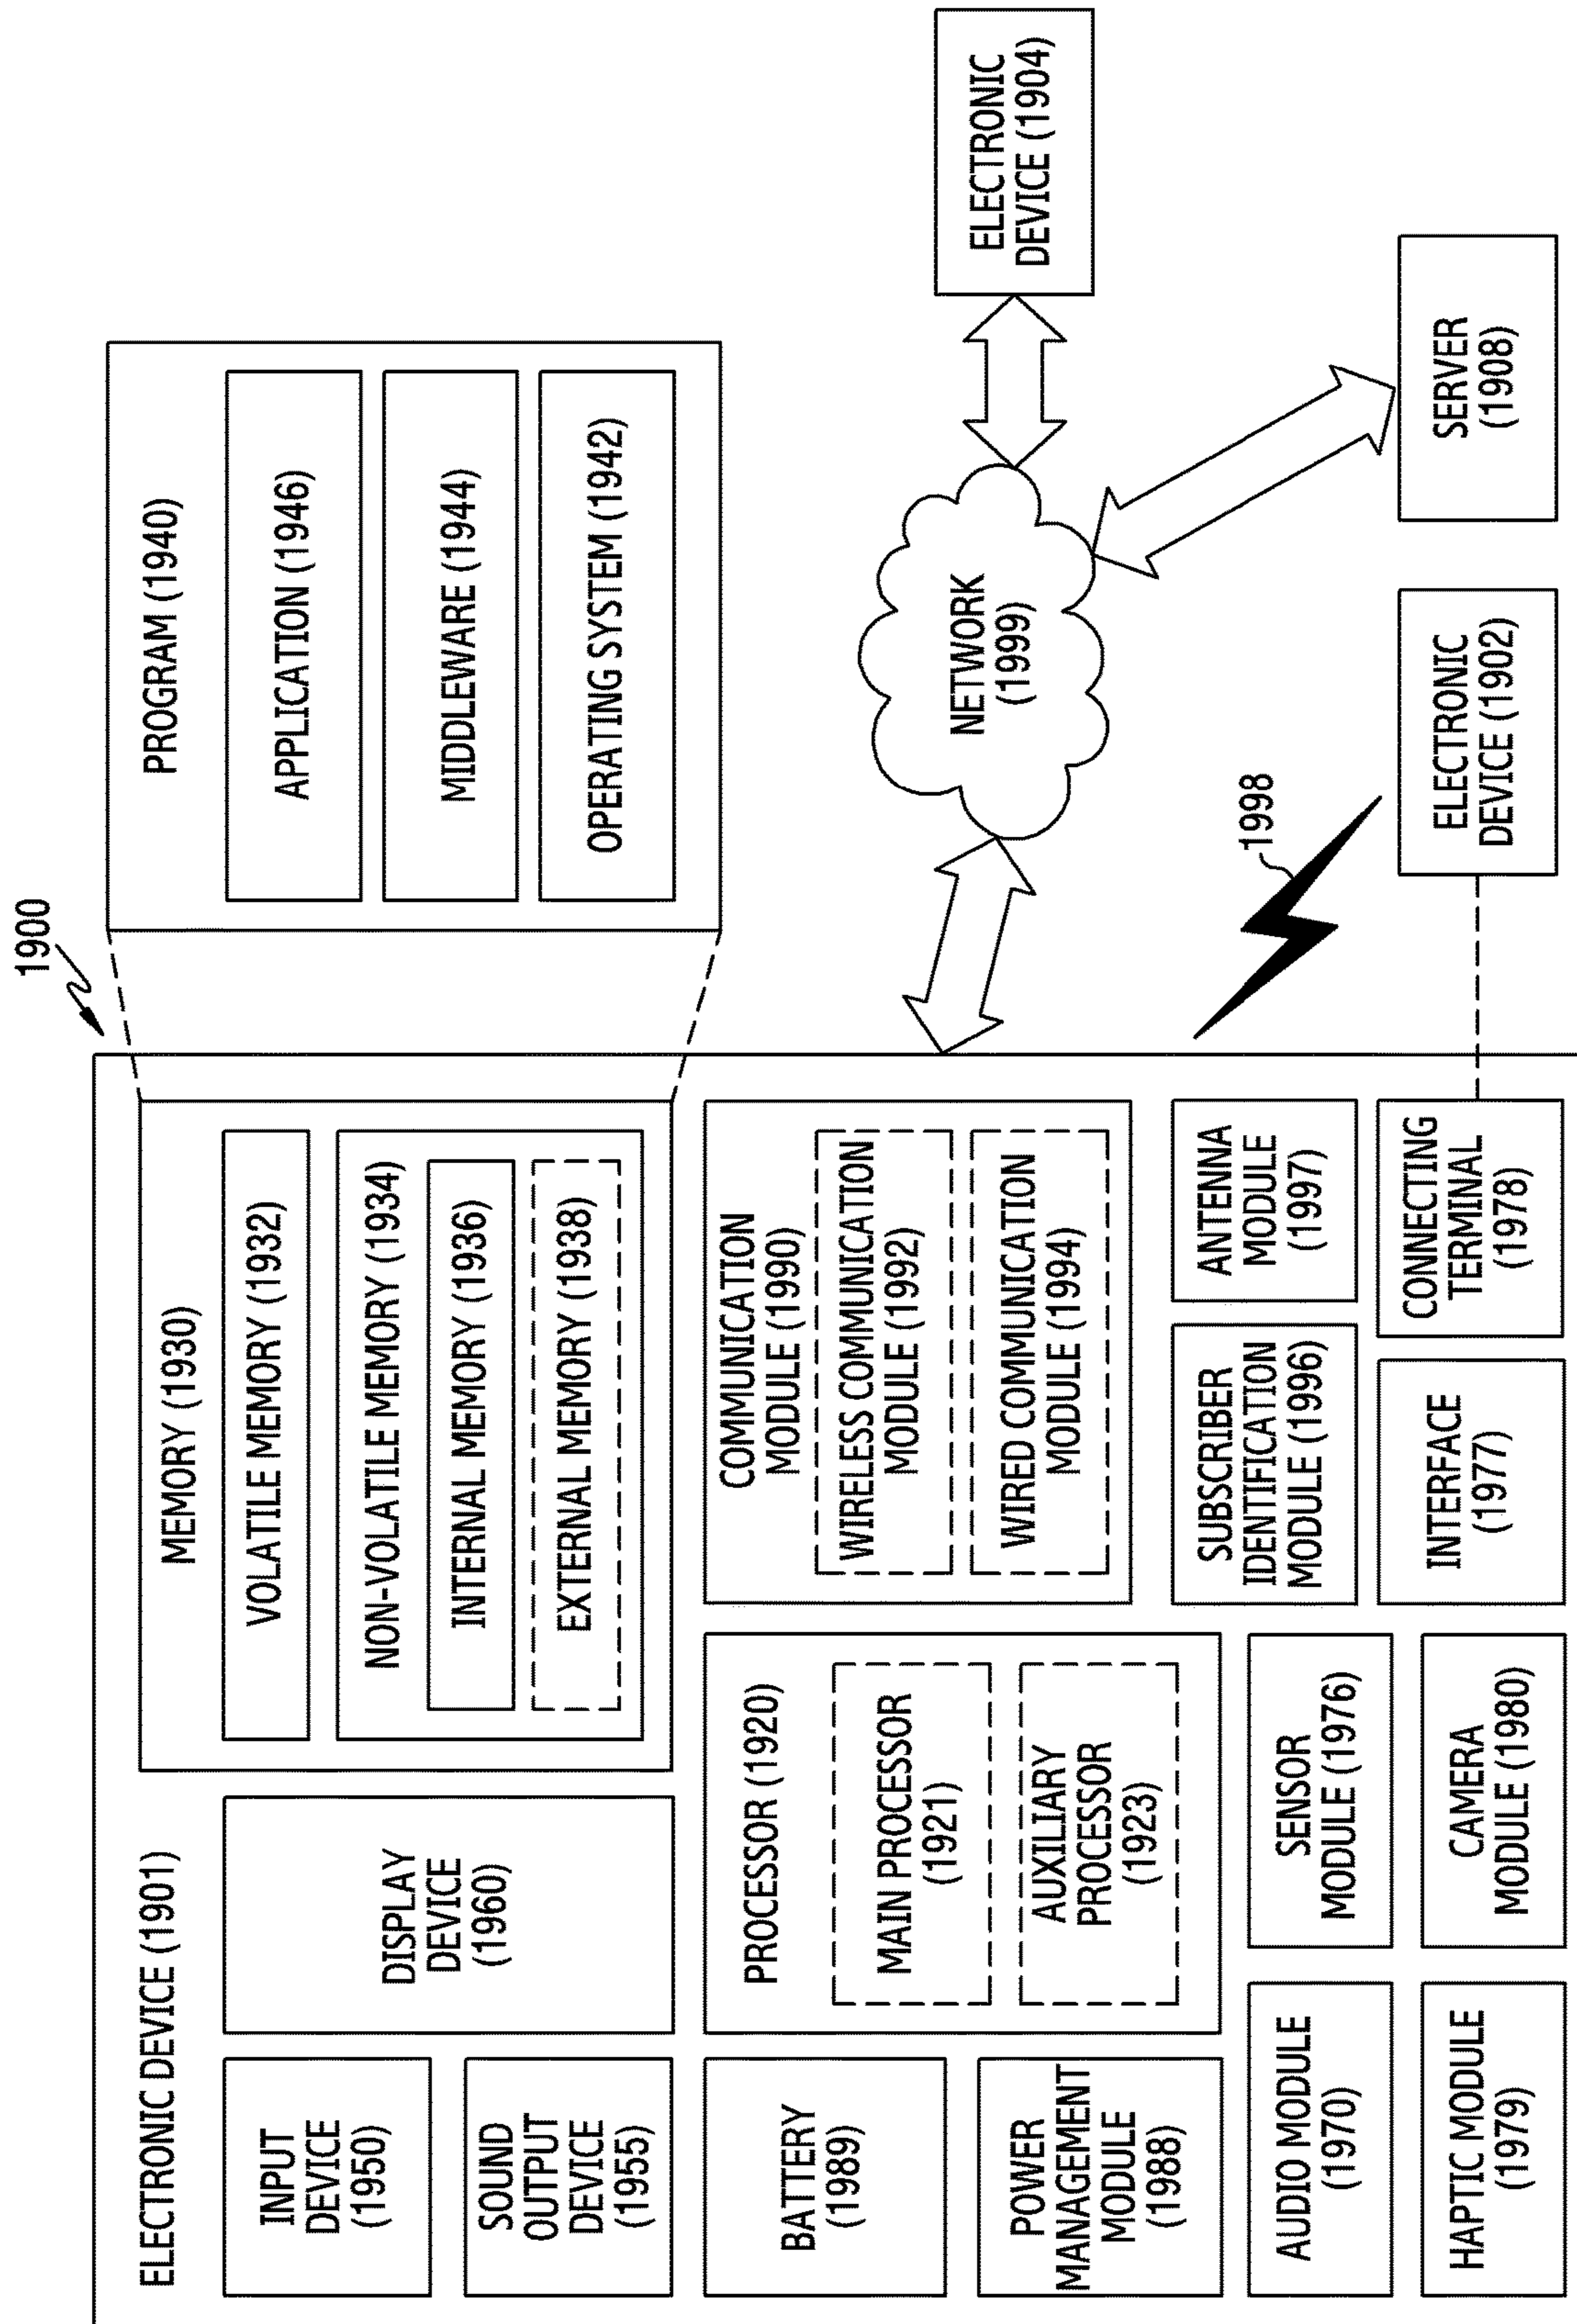 1900
ELECTRONIC DEVICE (1901)
INPUT
DEVICE
(1950)
SOUND
OUTPUT
DEVICE
(1955)
DISPLAY
DEVICE
(1960)
MEMORY (1930)
VOLATILE MEMORY (1932)
NON-VOLATILE MEMORY (1934)
INTERNAL MEMORY (1936)
EXTERNAL MEMORY (1938)
PROGRAM (1940)
APPLICATION (1946)
MIDDLEWARE (1944)
OPERATING SYSTEM (1942)
BATTERY
(1989)
POWER
MANAGEMENT
MODULE
(1988)
PROCESSOR (1920)
MAIN PROCESSOR
(1921)
AUXILIARY
PROCESSOR
(1923)
COMMUNICATION
MODULE (1990)
WIRELESS COMMUNICATION
MODULE (1992)
WIRED COMMUNICATION
MODULE (1994)
NETWORK
(1999)
ELECTRONIC
DEVICE (1904)
AUDIO MODULE
(1970)
SENSOR
MODULE (1976)
SUBSCRIBER
IDENTIFICATION
MODULE (1996)
ANTENNA
MODULE
(1997)
1998
HAPTIC MODULE
(1979)
CAMERA
MODULE (1980)
INTERFACE
(1977)
CONNECTING
TERMINAL
(1978)
ELECTRONIC
DEVICE (1902)
SERVER
(1908)